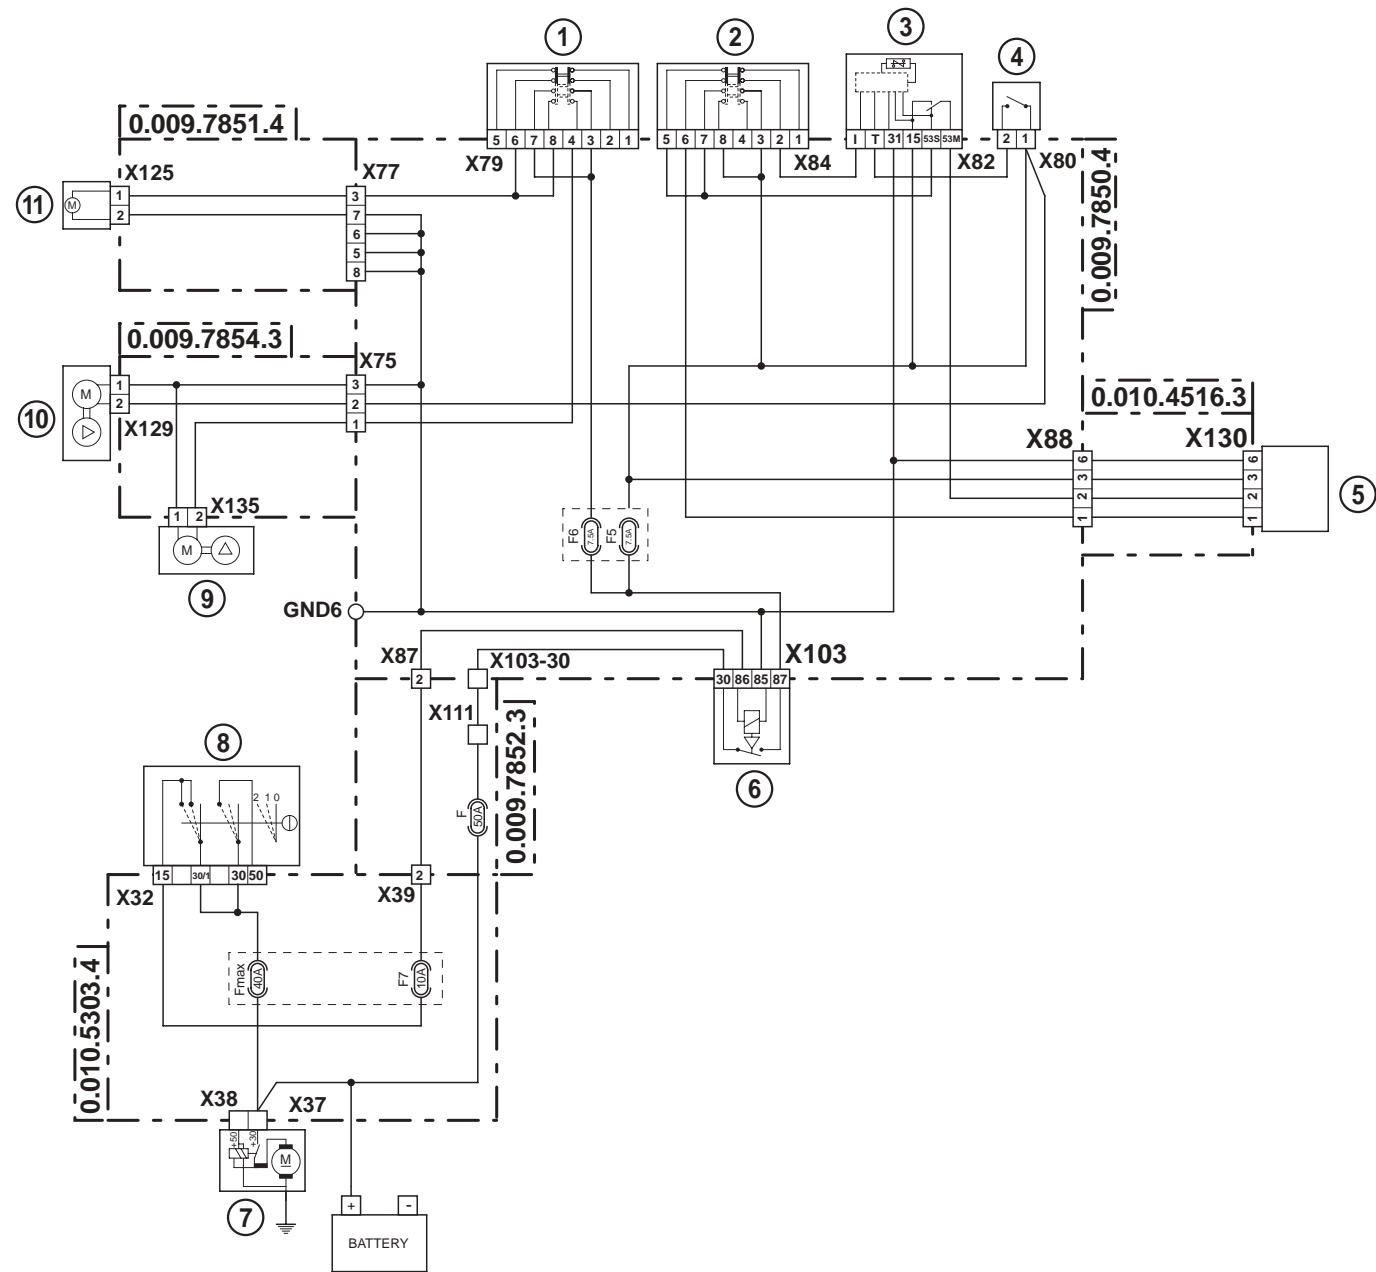 1
2
3
4
0.009.7851.4
5 6 7 8 4 3 2 1
5 6 7 8 4 3 2 1
I T 31 15 53S 53M
2 1
X79
X84
X82
X80
0.009.7850.4
X125
X77
11
M
1
2
3
7
6
5
8
0.009.7854.3
X75
10
M
1
2
3
2
1
X129
0.010.4516.3
X88
X130
6
3
2
1
6
3
2
1
5
X135
1 2
M
9
F6
7.5A
F5
7.5A
GND6
X87
X103-30
X103
2
30 86 85 87
X111
0.009.7852.3
6
8
2 1 0
F
50A
15 30/1 30 50
X32
2
X39
Fmax
40A
F7
10A
0.010.5303.4
X38
X37
+50
+30
M
7
+
-
BATTERY